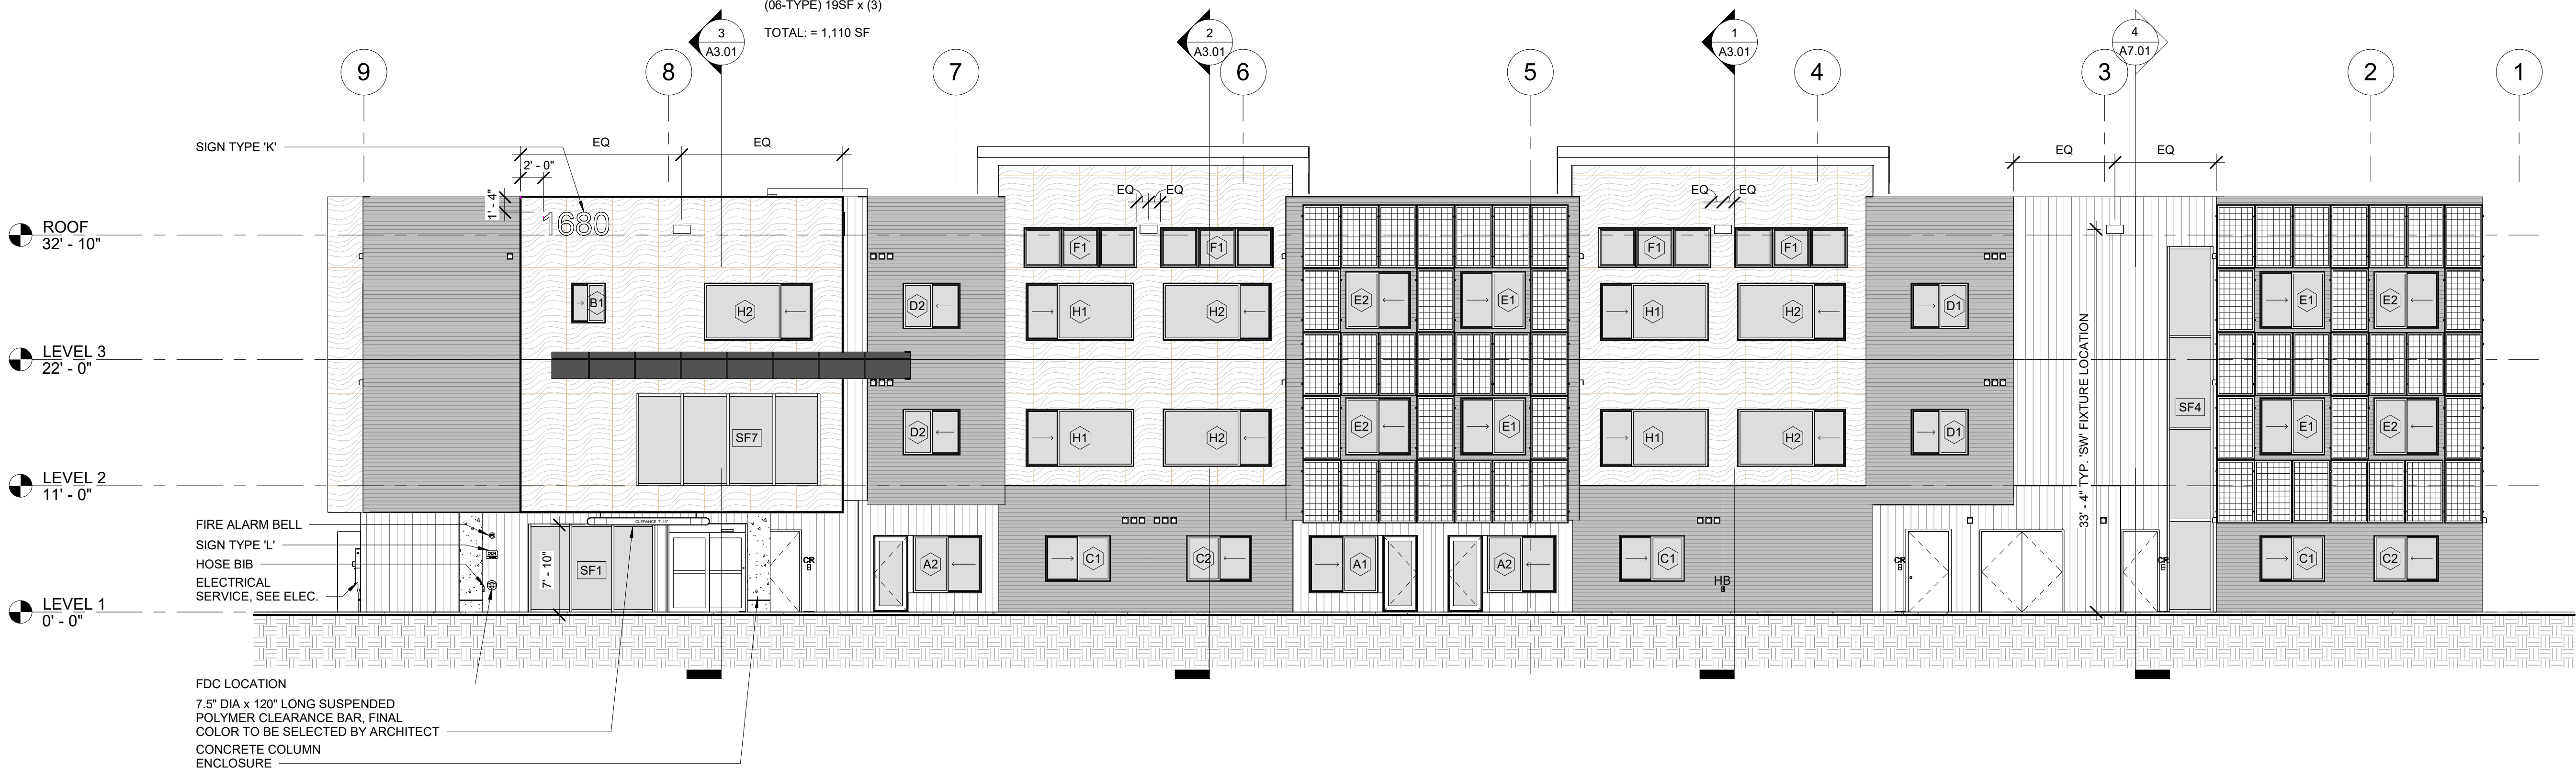 (06-TYPE) 19SF x (3)
TOTAL: = 1,110 SF
3
A3.01
2
A3.01
1
A3.01
4
A7.01
9
8
7
6
5
4
3
2
1
SIGN TYPE 'K'
EQ
EQ
EQ
EQ
2' - 0"
1' - 4"
EQ
EQ
EQ
EQ
1680
ROOF
32' - 10"
F1
F1
F1
F1
B1
H2
D2
H1
H2
E2
E1
H1
H2
D1
E1
E2
33' - 4" TYP. 'SW' FIXTURE LOCATION
LEVEL 3
22' - 0"
SF7
D2
H1
H2
E2
E1
H1
H2
D1
SF4
E1
E2
LEVEL 2
11' - 0"
CLEARANCE 7'-10"
FIRE ALARM BELL
SIGN TYPE 'L'
HOSE BIB
ELECTRICAL
SERVICE, SEE ELEC.
7' - 10"
SF1
CR
A2
C1
C2
A1
A2
C1
HB
CR
CR
C1
C2
LEVEL 1
0' - 0"
FDC LOCATION
7.5" DIA x 120" LONG SUSPENDED
POLYMER CLEARANCE BAR, FINAL
COLOR TO BE SELECTED BY ARCHITECT
CONCRETE COLUMN
ENCLOSURE